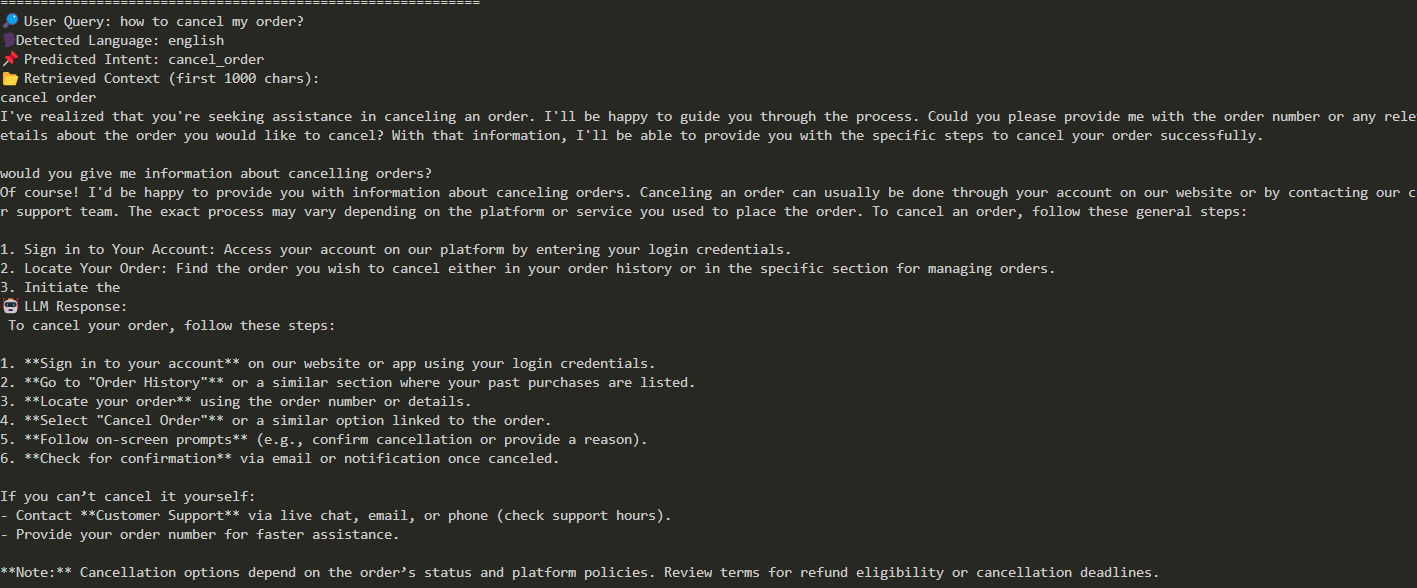 ============================================================
🔎 User Query: how to cancel my order?
🗣Detected Language: english
📌 Predicted Intent: cancel_order
📂 Retrieved Context (first 1000 chars):
cancel order
I've realized that you're seeking assistance in canceling an order. I'll be happy to guide you through the process. Could you please provide me with the order number or any rele
etails about the order you would like to cancel? With that information, I'll be able to provide you with the specific steps to cancel your order successfully.
would you give me information about cancelling orders?
Of course! I'd be happy to provide you with information about canceling orders. Canceling an order can usually be done through your account on our website or by contacting our c
r support team. The exact process may vary depending on the platform or service you used to place the order. To cancel an order, follow these general steps:
1. Sign in to Your Account: Access your account on our platform by entering your login credentials.
2. Locate Your Order: Find the order you wish to cancel either in your order history or in the specific section for managing orders.
3. Initiate the
🤖 LLM Response:
To cancel your order, follow these steps:
1. **Sign in to your account** on our website or app using your login credentials.
2. **Go to "Order History"** or a similar section where your past purchases are listed.
3. **Locate your order** using the order number or details.
4. **Select "Cancel Order"** or a similar option linked to the order.
5. **Follow on-screen prompts** (e.g., confirm cancellation or provide a reason).
6. **Check for confirmation** via email or notification once canceled.
If you can’t cancel it yourself:
- Contact **Customer Support** via live chat, email, or phone (check support hours).
- Provide your order number for faster assistance.
**Note:** Cancellation options depend on the order’s status and platform policies. Review terms for refund eligibility or cancellation deadlines.